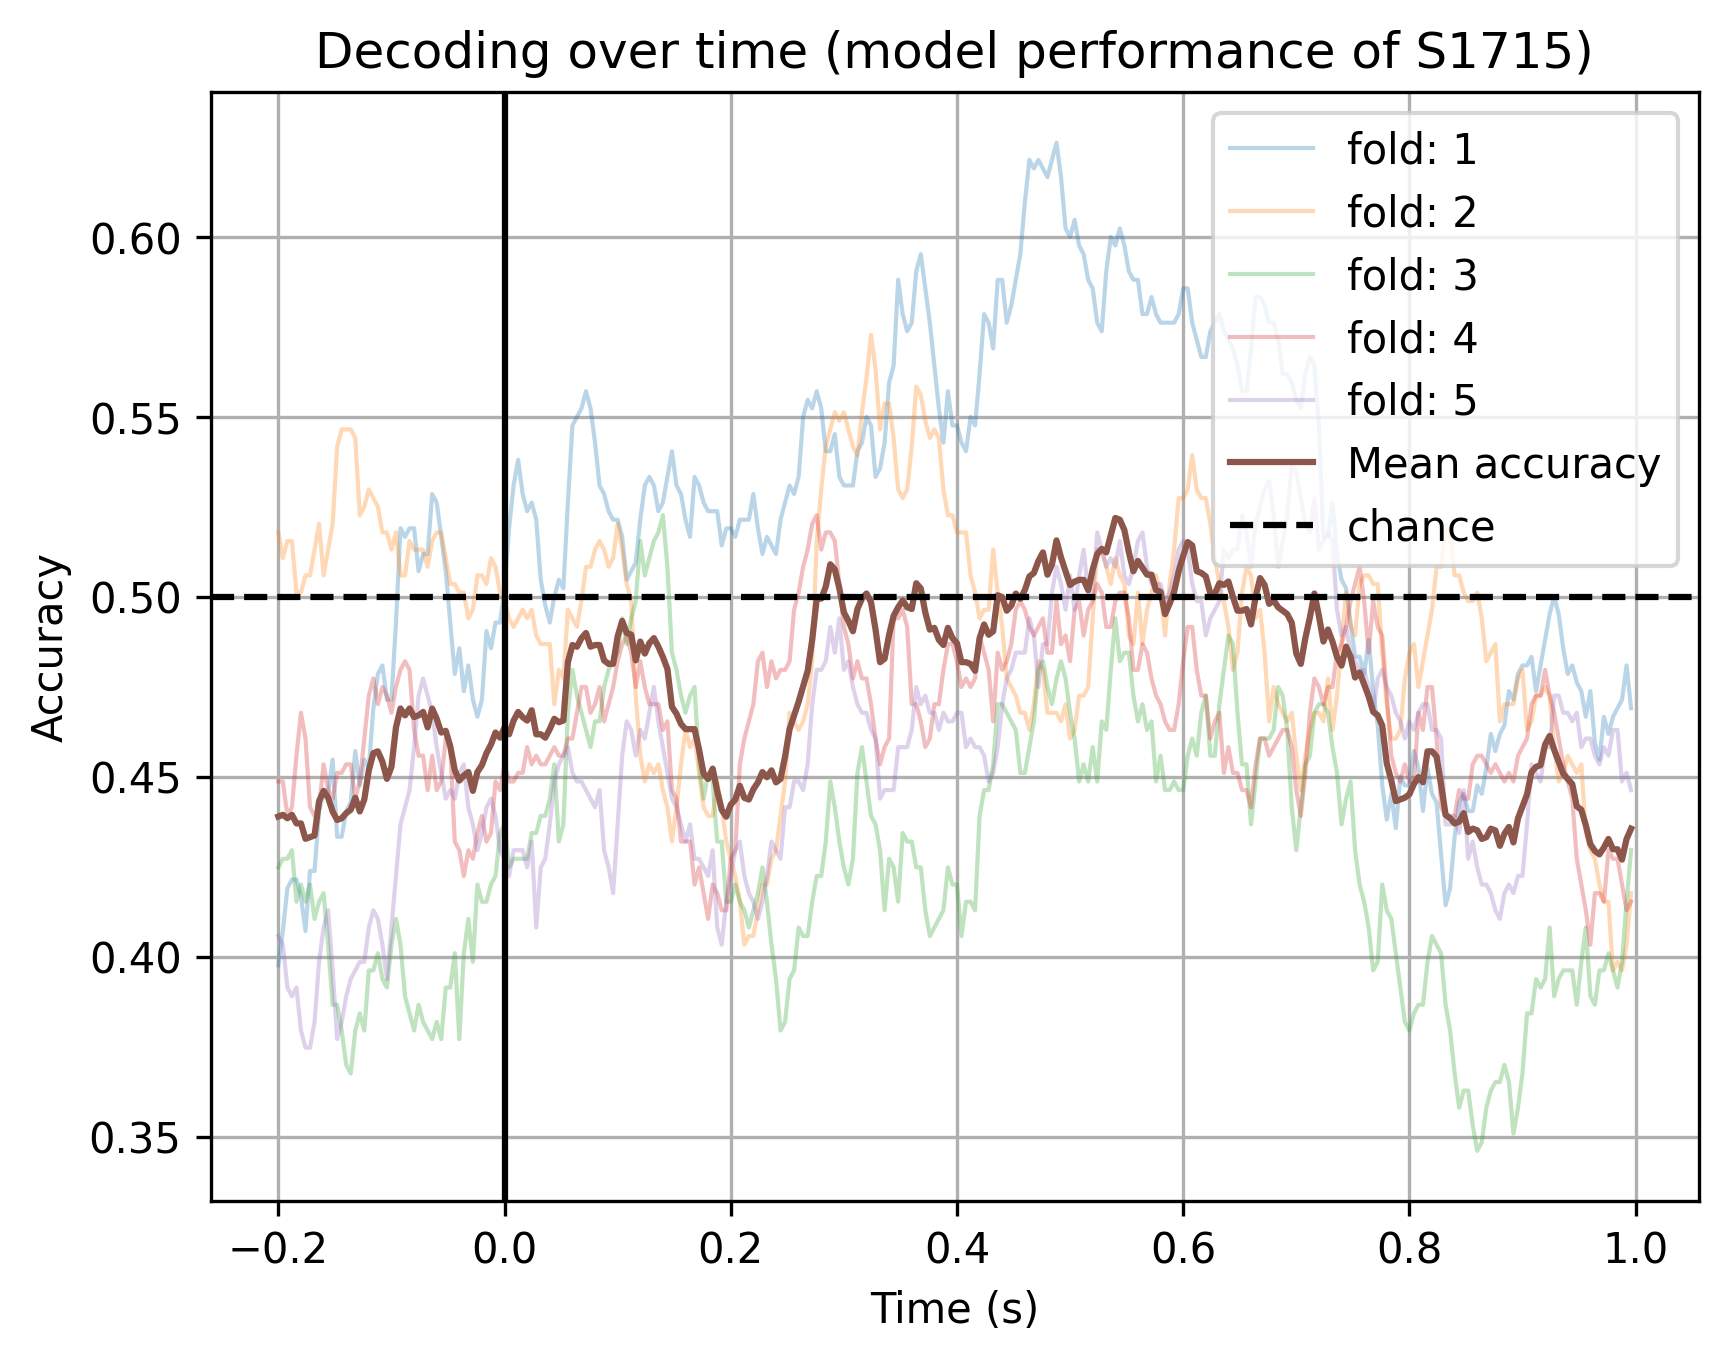 Decoding over time (model performance of S1715)
fold: 1
fold: 2
fold: 3
fold: 4
fold: 5
Mean accuracy
chance
Accuracy
0.60
0.55
0.50
0.45
0.40
0.35
−0.2 0.0 0.2 0.4 0.6 0.8 1.0
Time (s)